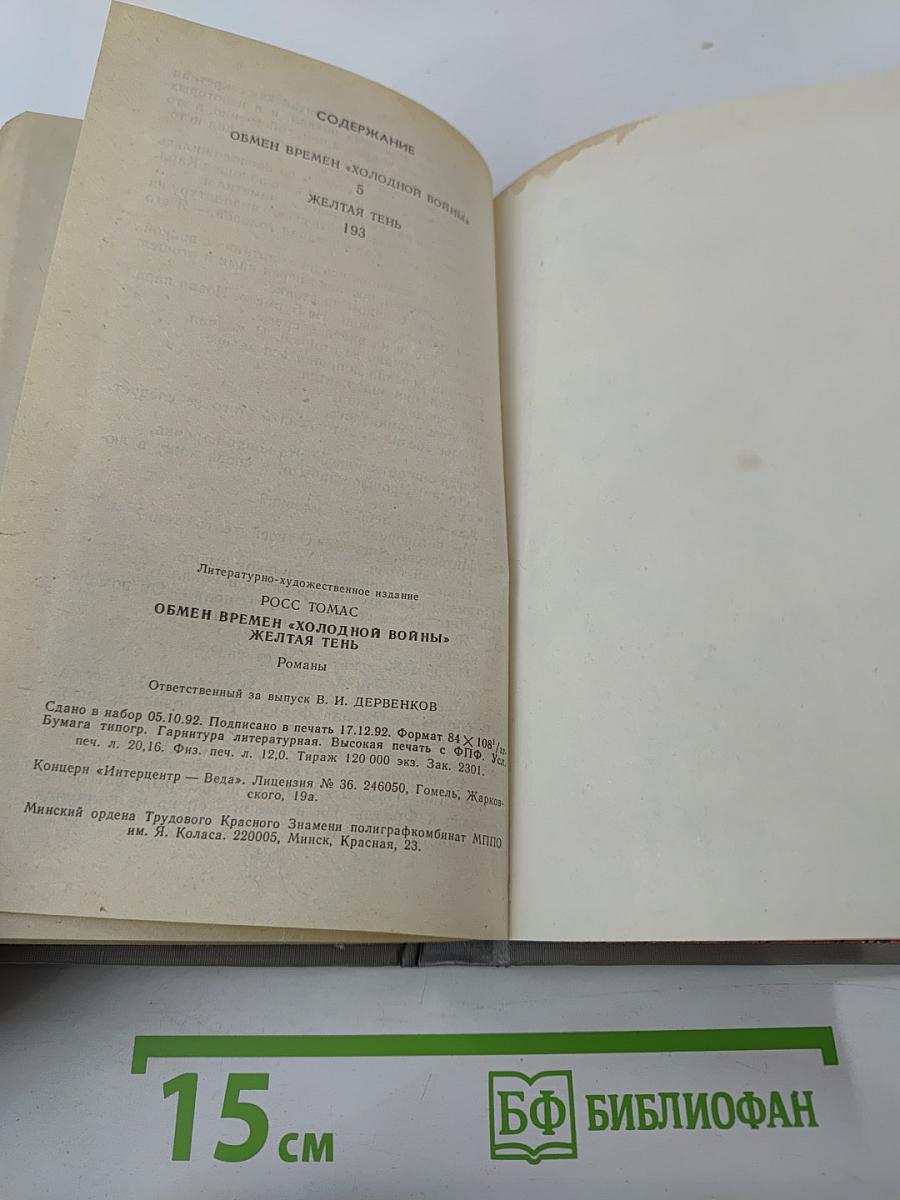 СОДЕРЖАНИЕ
ОБМЕН ВРЕМЕН «ХОЛОДНОЙ ВОЙНЫ»
5
ЖЕЛТАЯ ТЕНЬ
193
Литературно-художественное издание
РОСС ТОМАС
ОБМЕН ВРЕМЕН «ХОЛОДНОЙ ВОЙНЫ»
ЖЕЛТАЯ ТЕНЬ
Романы
Ответственный за выпуск В. И. ДЕРВЕНКОВ
Сдано в набор 05.10.92. Подписано в печать 17.12.92. Формат 84×108¹/₃₂.
Бумага типогр. Гарнитура литературная. Высокая печать с ФПФ. Усл.
печ. л. 20,16. Физ. печ. л. 12,0. Тираж 120 000 экз. Зак. 2301.
Концерн «Интерцентр — Веда». Лицензия № 36. 246050, Гомель, Жарков-
ского, 19а.
Минский ордена Трудового Красного Знамени полиграфкомбинат МППО
им. Я. Коласа. 220005, Минск, Красная, 23.
15 см
БФ БИБЛИОФАН